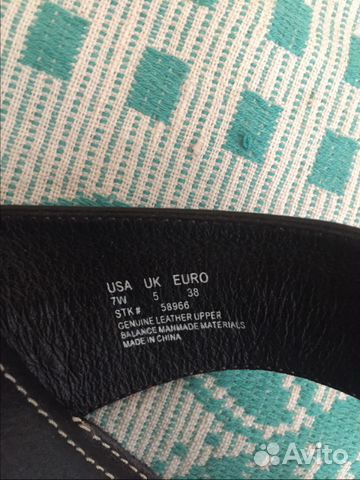 USA UK EURO
7W 5 38
STK# 58966
GENUINE LEATHER UPPER
BALANCE MANMADE MATERIALS
MADE IN CHINA
Avito